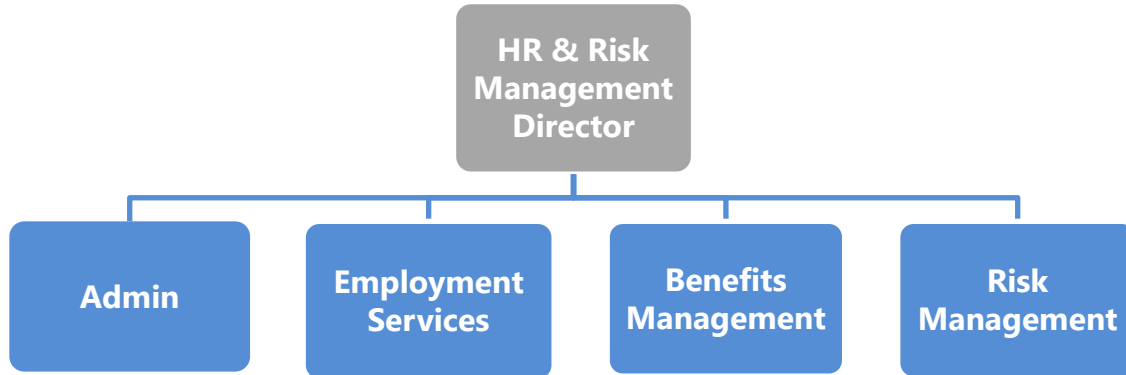 HR & Risk
Management
Director
Admin
Employment
Services
Benefits
Management
Risk
Management